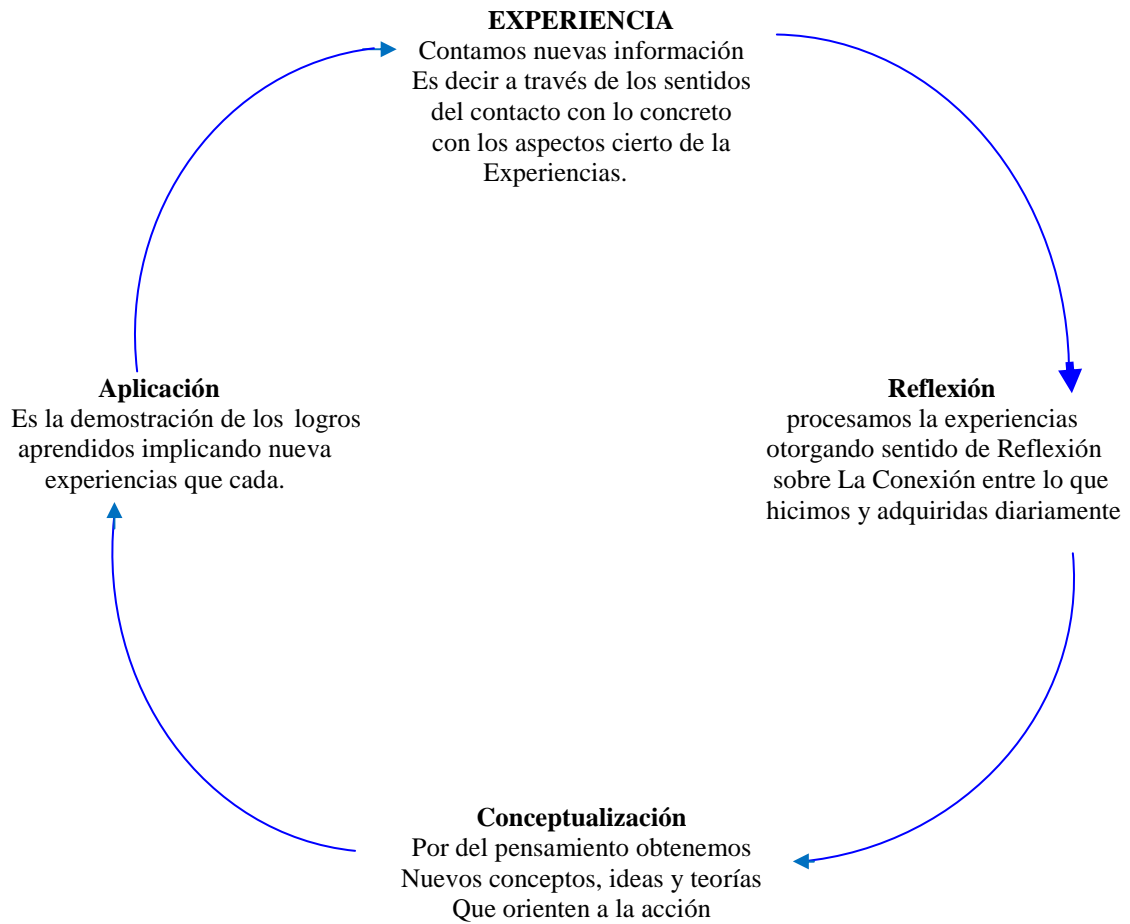 EXPERIENCIA
Contamos nuevas información
Es decir a través de los sentidos
del contacto con lo concreto
con los aspectos cierto de la
Experiencias.
Aplicación
Es la demostración de los logros
aprendidos implicando nueva
experiencias que cada.
Reflexión
procesamos la experiencias
otorgando sentido de Reflexión
sobre La Conexión entre lo que
hicimos y adquiridas diariamente
Conceptualización
Por del pensamiento obtenemos
Nuevos conceptos, ideas y teorías
Que orienten a la acción